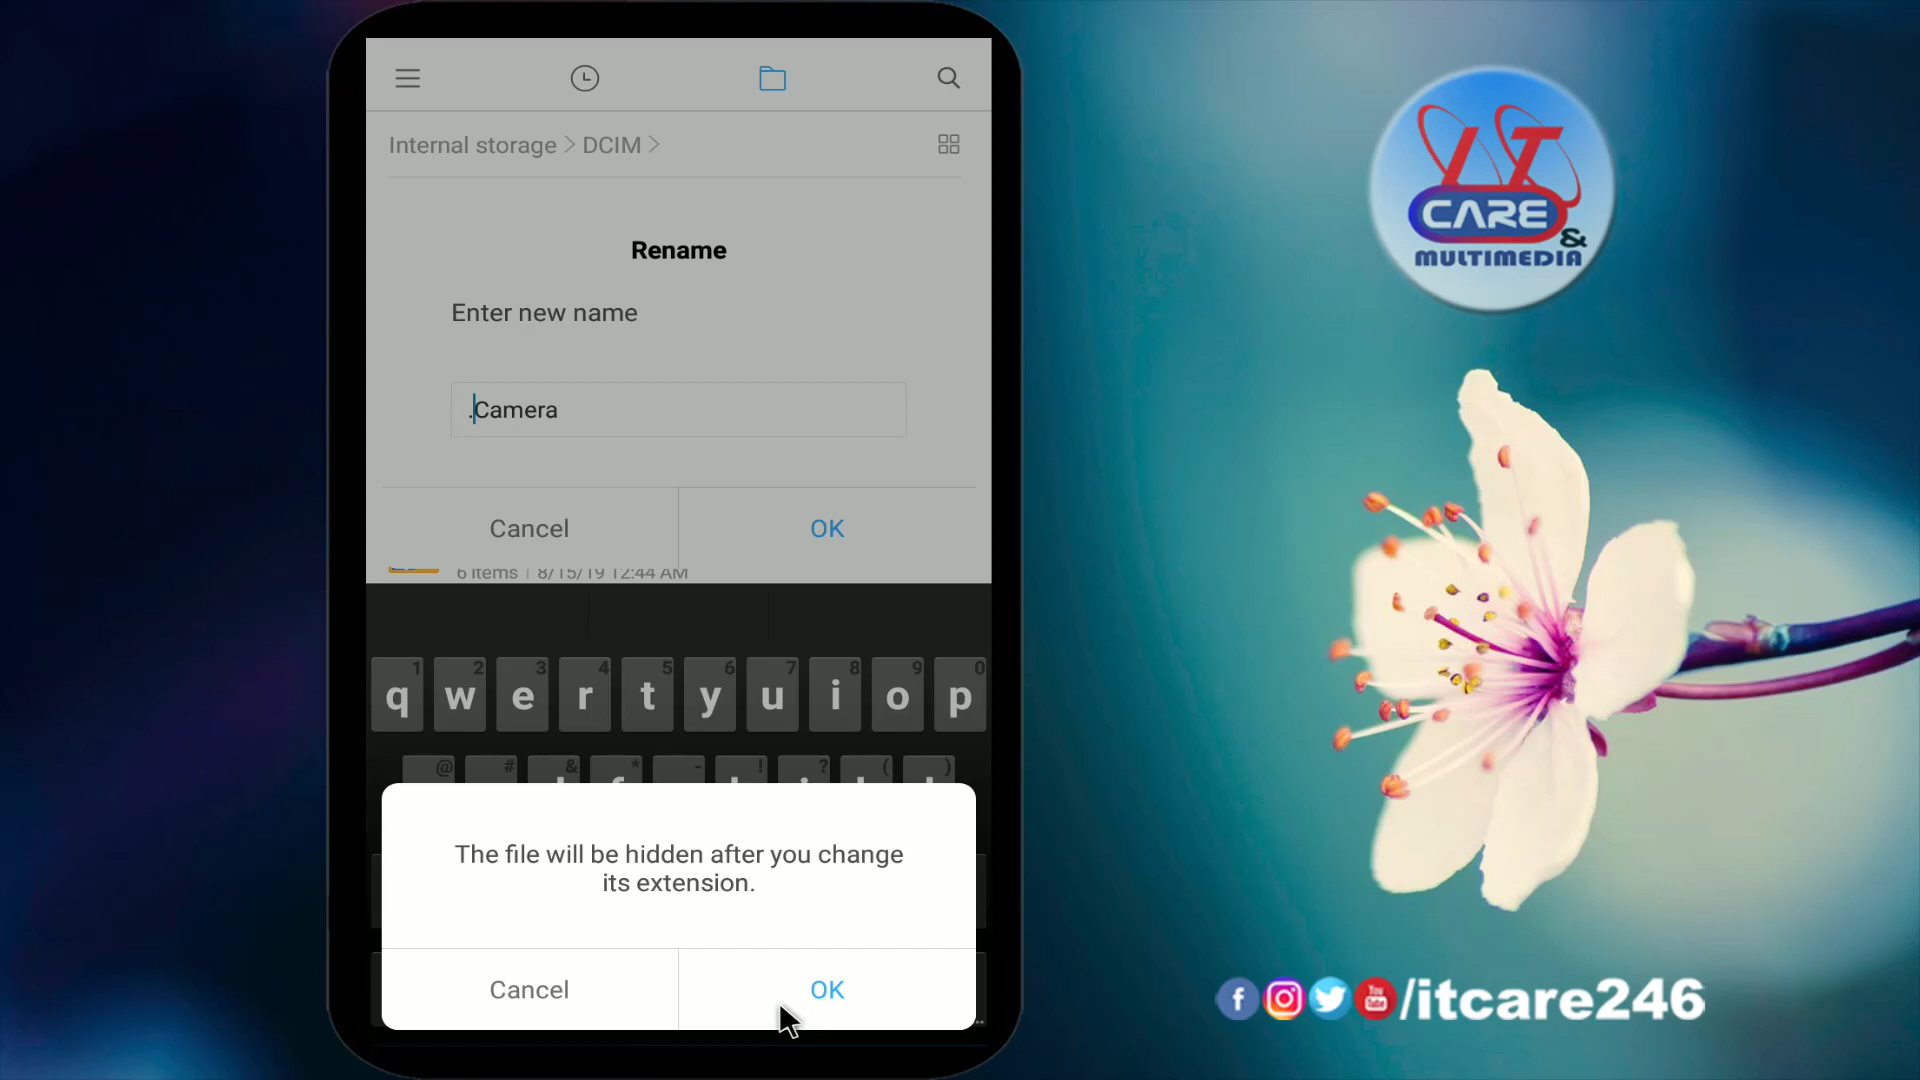 Internal storage > DCIM >
Rename
Enter new name
.Camera
Cancel
OK
6 items | 8/15/19 12:44 AM
1 2 3 4 5 6 7 8 9 0
q w e r t y u i o p
@ # & * - ! ? ( )
The file will be hidden after you change
its extension.
Cancel
OK
IT
CARE
&
MULTIMEDIA
f You Tube /itcare246